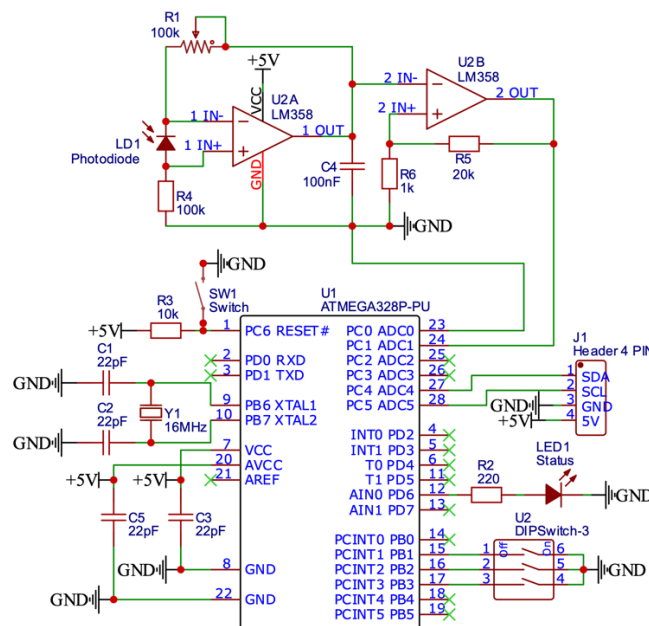 R1
100k
+5V
VCC
U2A
LM358
1 IN-
1 IN+
1 OUT
GND
LD1
Photodiode
R4
100k
C4
100nF
U2B
LM358
2 IN-
2 IN+
2 OUT
R6
1k
R5
20k
GND
GND
SW1
Switch
R3
10k
+5V
U1
ATMEGA328P-PU
1 PC6 RESET#
2 PD0 RXD
3 PD1 TXD
9 PB6 XTAL1
10 PB7 XTAL2
7 VCC
20 AVCC
21 AREF
8 GND
22 GND
PC0 ADC0 23
PC1 ADC1 24
PC2 ADC2 25
PC3 ADC3 26
PC4 ADC4 27
PC5 ADC5 28
INT0 PD2 4
INT1 PD3 5
T0 PD4 6
T1 PD5 11
AIN0 PD6 12
AIN1 PD7 13
PCINT0 PB0 14
PCINT1 PB1 15
PCINT2 PB2 16
PCINT3 PB3 17
PCINT4 PB4 18
PCINT5 PB5 19
C1
22pF
GND
C2
22pF
GND
Y1
16MHz
+5V
+5V
C5
22pF
C3
22pF
GND
GND
J1
Header 4 PIN
1 SDA
2 SCL
3 GND
4 5V
GND
+5V
R2
220
LED1
Status
GND
U2
DIPSwitch-3
Off
On
1 6
2 5
3 4
GND